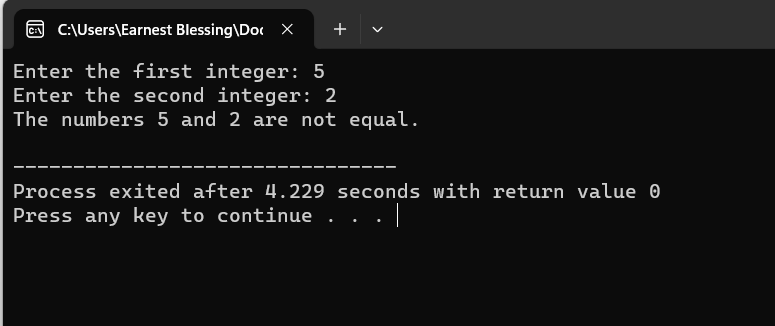 C:\Users\Earnest Blessing\Doc
Enter the first integer: 5
Enter the second integer: 2
The numbers 5 and 2 are not equal.
--------------------------------
Process exited after 4.229 seconds with return value 0
Press any key to continue . . .